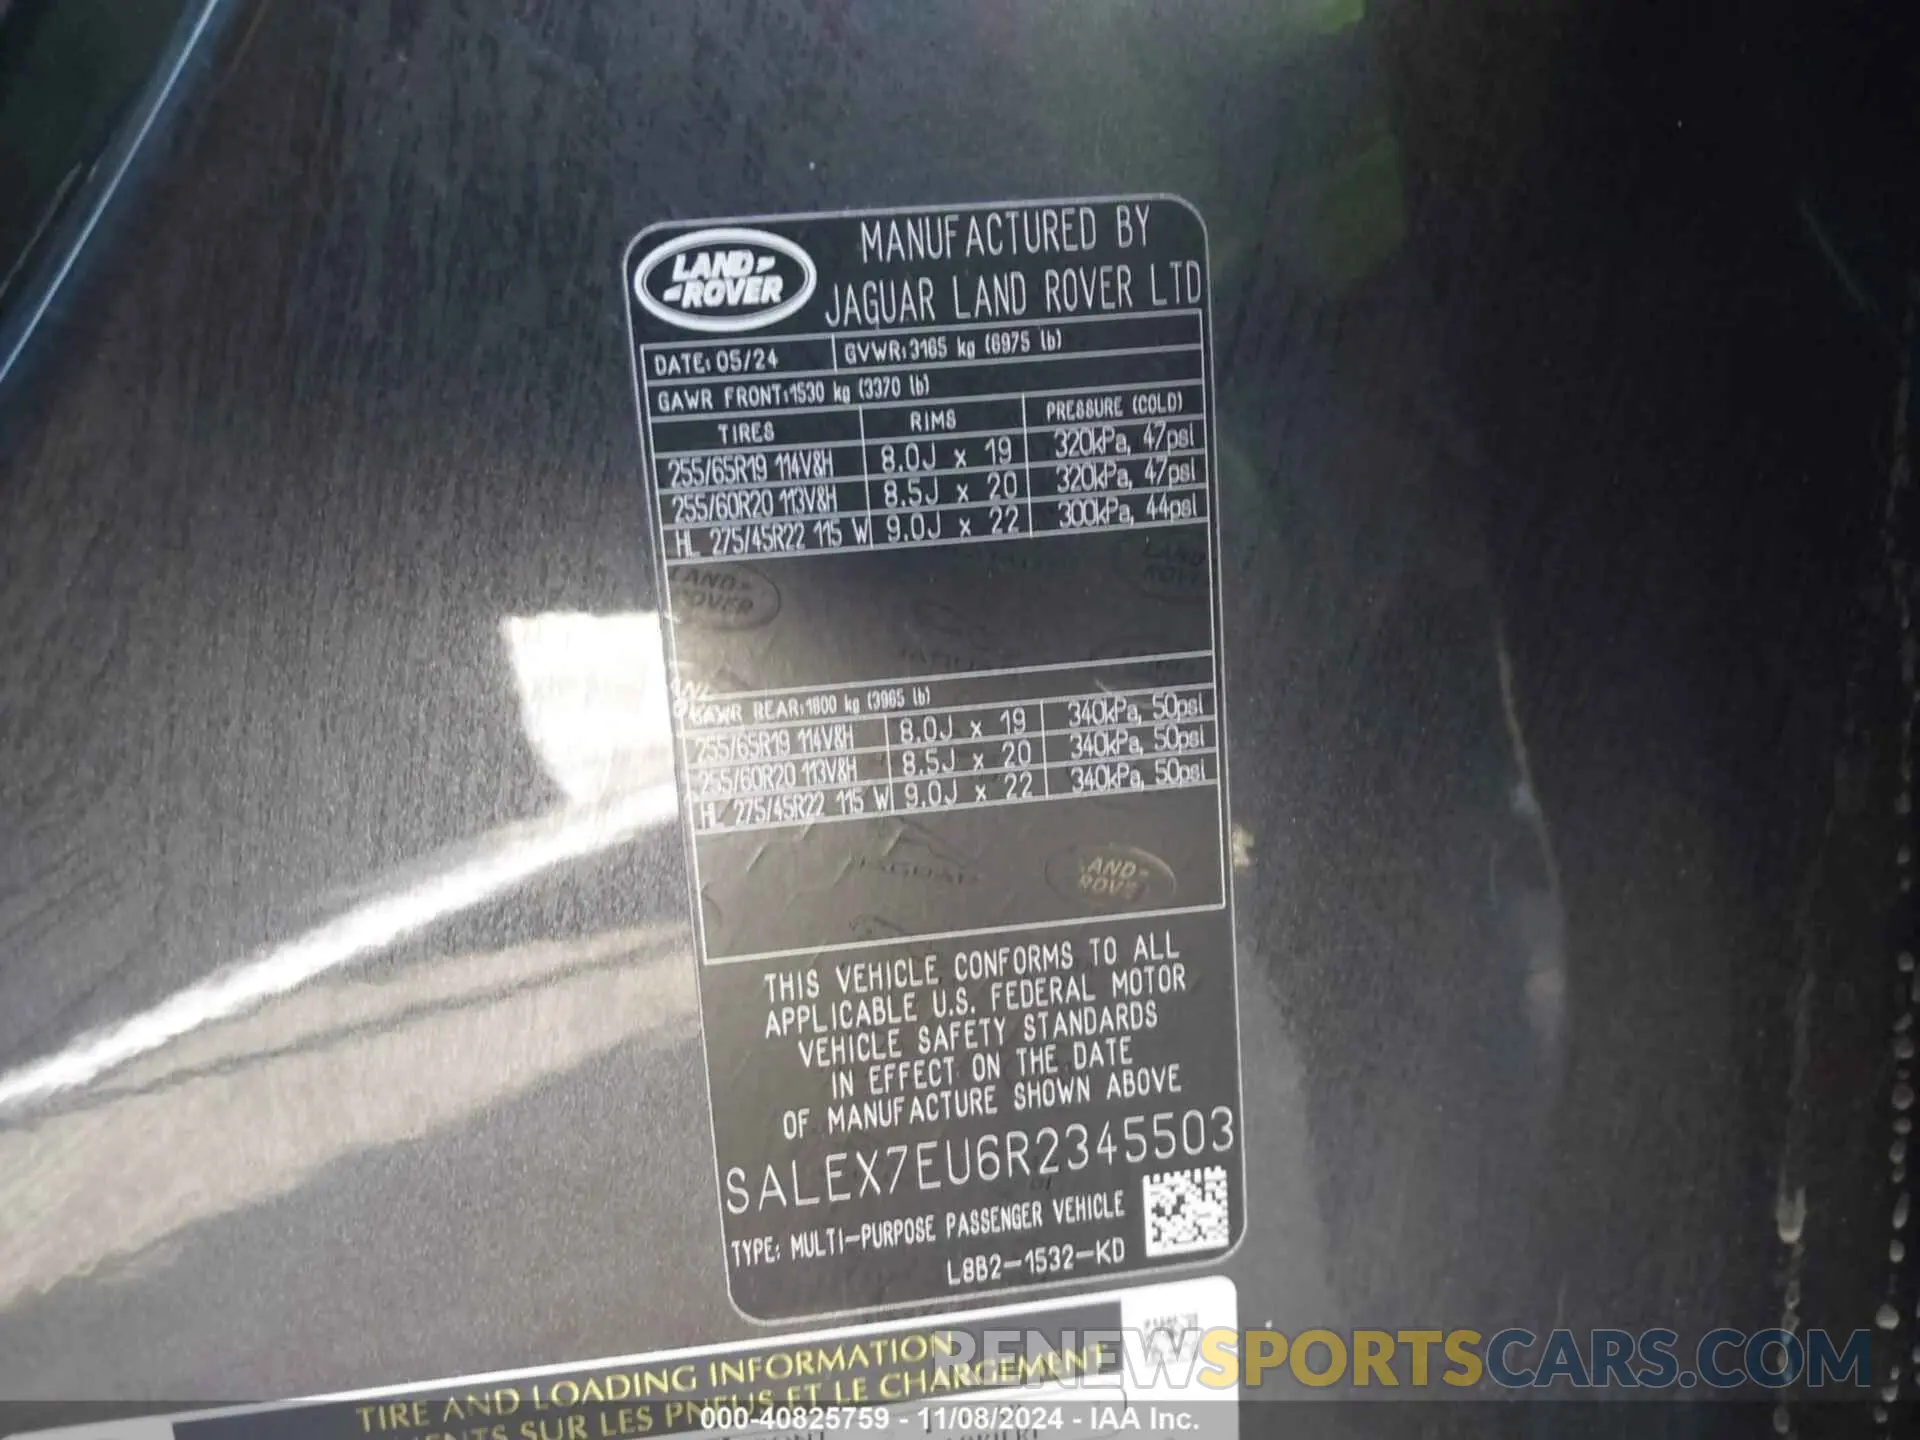 LAND ROVER
MANUFACTURED BY
JAGUAR LAND ROVER LTD
DATE: 05/24 GVWR: 3165 kg (6975 lb)
GAWR FRONT: 1530 kg (3370 lb)
TIRES RIMS PRESSURE (COLD)
255/65R19 114V&H 8.0J x 19 320kPa, 47psi
255/60R20 113V&H 8.5J x 20 320kPa, 47psi
HL 275/45R22 115 W 9.0J x 22 300kPa, 44psi
GAWR REAR: 1800 kg (3965 lb)
255/65R19 114V&H 8.0J x 19 340kPa, 50psi
255/60R20 113V&H 8.5J x 20 340kPa, 50psi
HL 275/45R22 115 W 9.0J x 22 340kPa, 50psi
THIS VEHICLE CONFORMS TO ALL
APPLICABLE U.S. FEDERAL MOTOR
VEHICLE SAFETY STANDARDS
IN EFFECT ON THE DATE
OF MANUFACTURE SHOWN ABOVE
SALEX7EU6R2345503
TYPE: MULTI-PURPOSE PASSENGER VEHICLE
L8B2-1532-KD
TIRE AND LOADING INFORMATION
SUR LES PNEUS ET LE CHARGEMENT
RENEWSPORTSCARS.COM
000-40825759 - 11/08/2024 - IAA Inc.